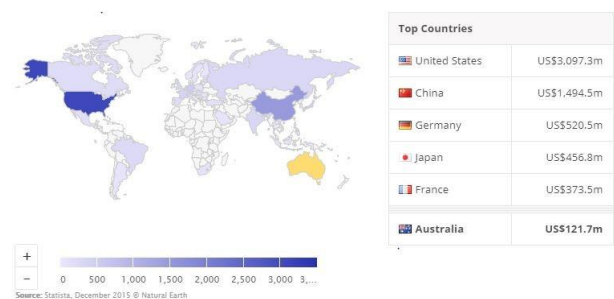 Top Countries
United States US$3,097.3m
China US$1,494.5m
Germany US$520.5m
Japan US$456.8m
France US$373.5m
Australia US$121.7m
+
−
0 500 1,000 1,500 2,000 2,500 3,000 3,...
Source: Statista, December 2015 © Natural Earth